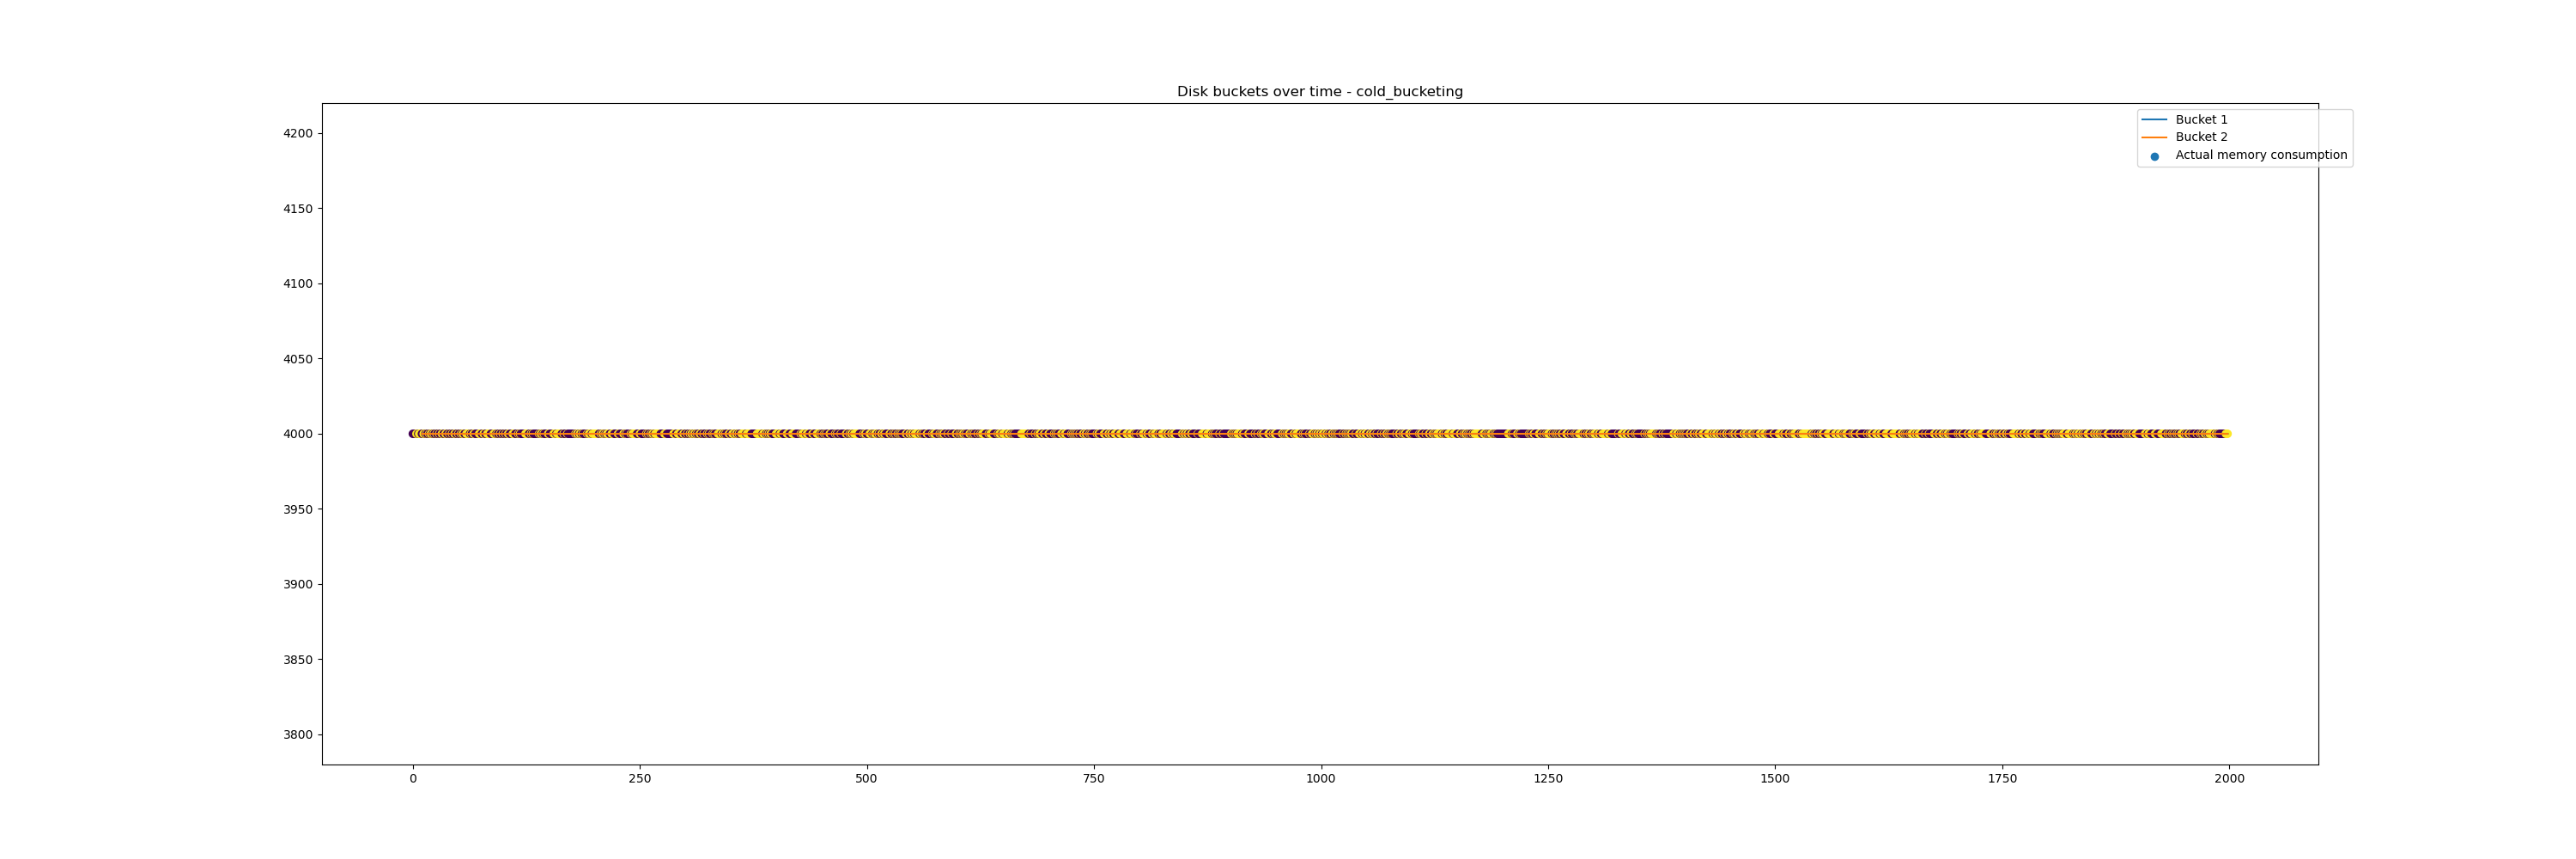 Disk buckets over time - cold_bucketing
Bucket 1
Bucket 2
Actual memory consumption
4200
4150
4100
4050
4000
3950
3900
3850
3800
0 250 500 750 1000 1250 1500 1750 2000